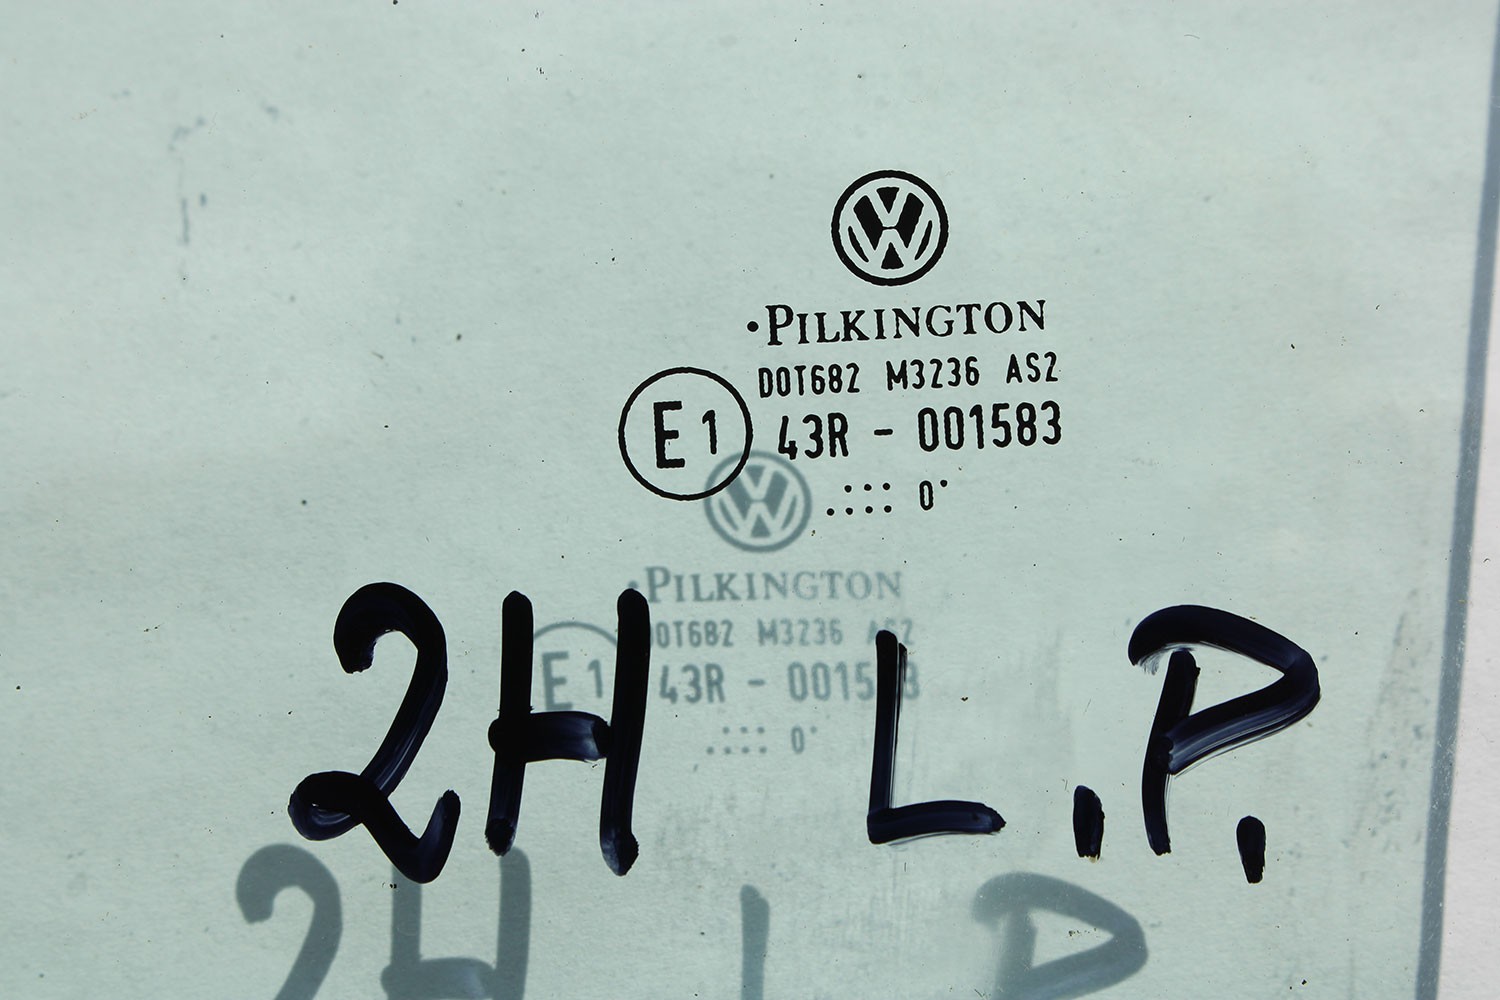 •PILKINGTON
DOT682 M3236 AS2
E1 43R - 001583
.:::: 0•
2H L.P.